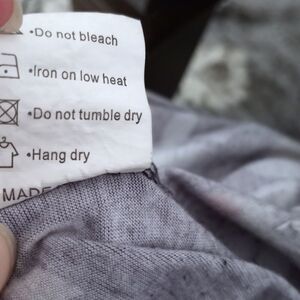 •Do not bleach
•Iron on low heat
•Do not tumble dry
•Hang dry
MADE